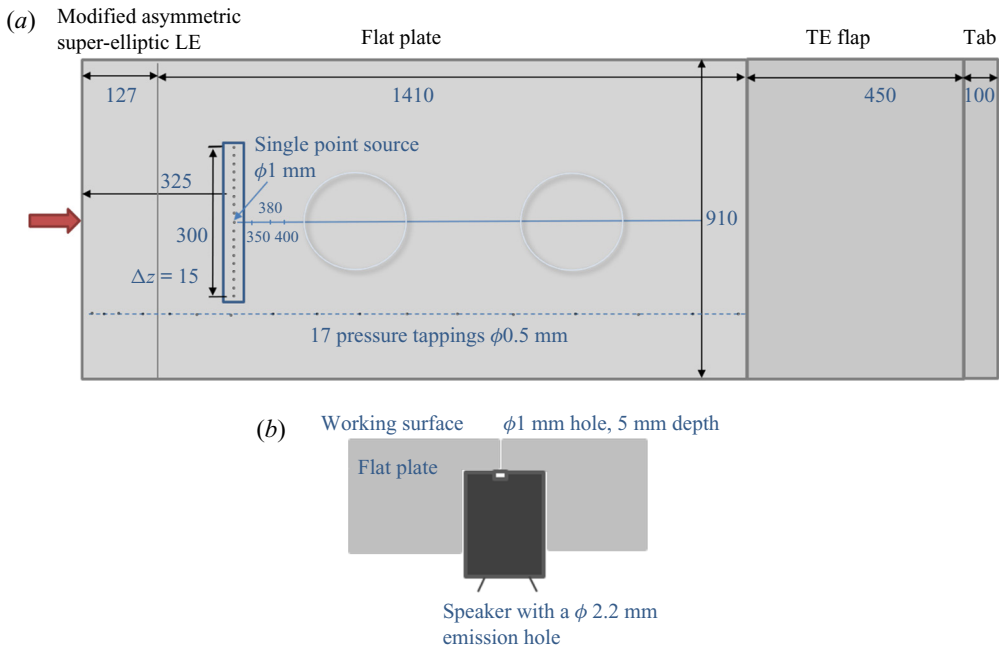 (a)
Modified asymmetric
super-elliptic LE
Flat plate
TE flap
Tab
127
1410
450
100
Single point source
ϕ1 mm
325
380
350
400
300
910
Δz = 15
17 pressure tappings ϕ0.5 mm
(b)
Working surface
ϕ1 mm hole, 5 mm depth
Flat plate
Speaker with a ϕ 2.2 mm
emission hole